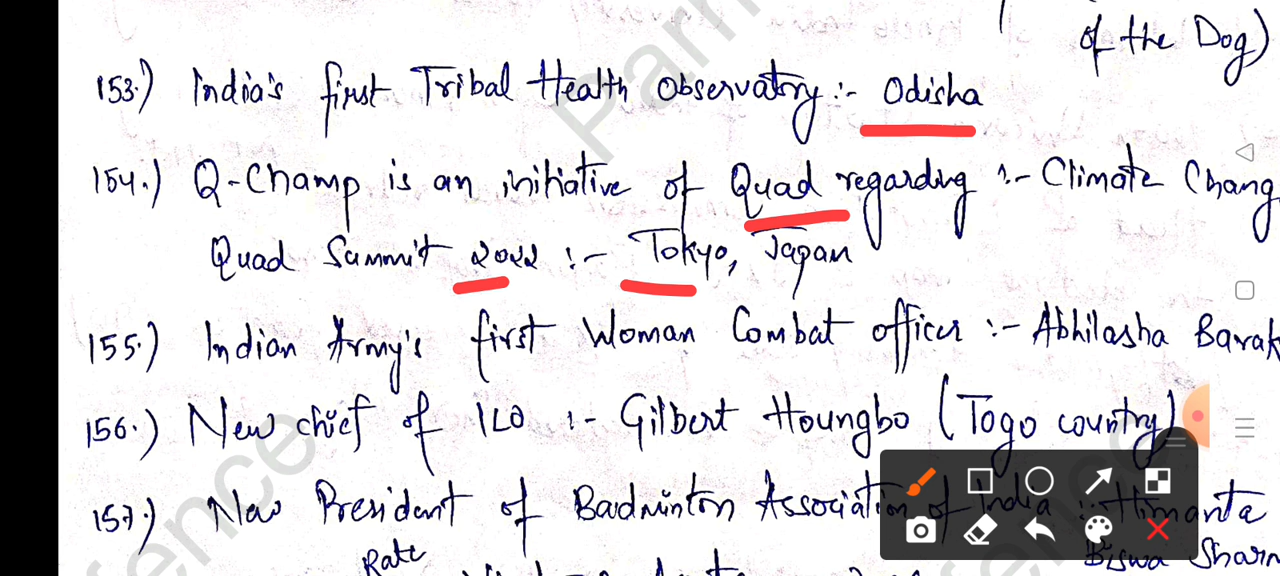 of the Dog)
153.) India's first Tribal Health Observatory :- Odisha
154.) Q-Champ is an initiative of Quad regarding :- Climate Chang
Quad Summit 2022 :- Tokyo, Japan
155.) Indian Army's first Woman Combat officer :- Abhilasha Barak
156.) New chief of ILO :- Gilbert Houngbo (Togo country)
157.) New President of Badminton Association of India :- Himanta
Biswa Sharm
Rate